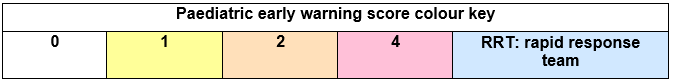 Paediatric early warning score colour key
0 1 2 4 RRT: rapid response
team